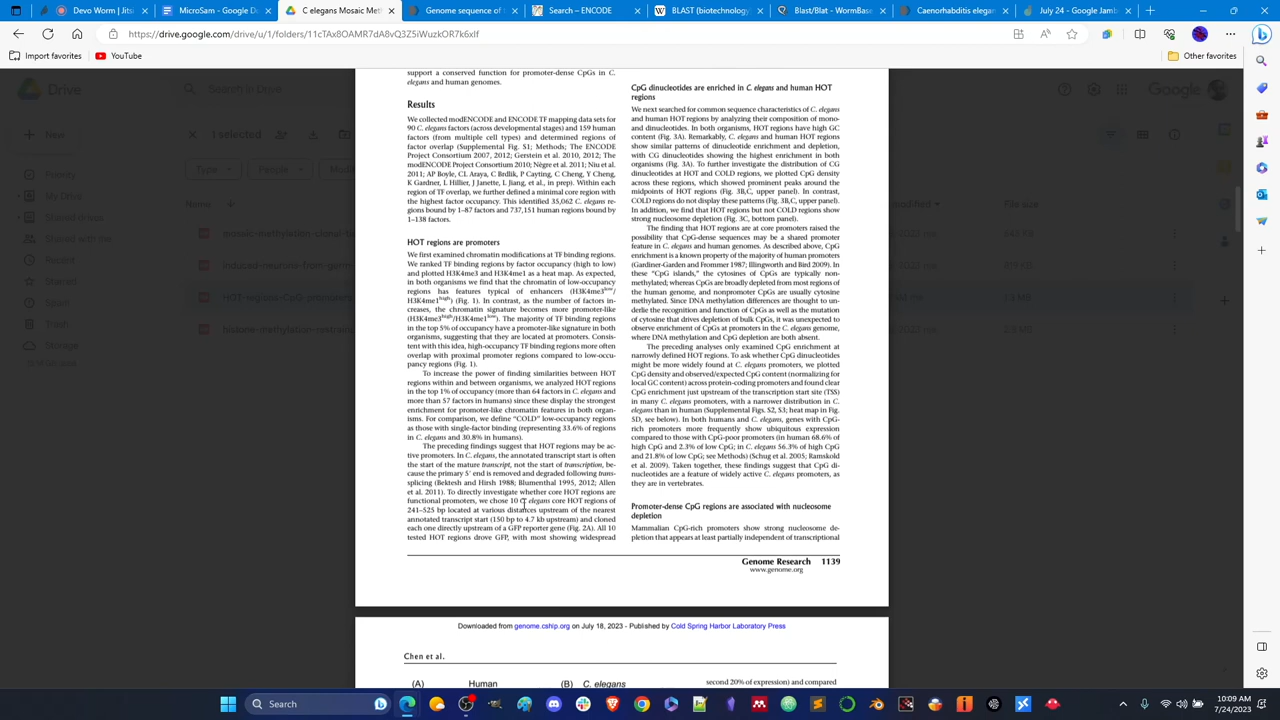 Home
MicroSam - Google Docs
C elegans Mosaic Met
Search – ENCODE
WBG BLAST
Biotechnology
Blast/Blat - WormBase
Caenorhabditis elegan
July 24 - Google Docs
https://drive.google.com/drive/u/1/folders/11cTAx8OAMR7dA8vQ3Z5iWuzkOR7k6xIf
Import favorites
YouTube
Other favorites
Drive
Search in Drive
1 selected
Type
People
Modified
File size
Storage
support a conserved function for promoter-dense CpGs in C.
elegans and human genomes.
Results
We collected modENCODE and ENCODE TF mapping data sets for
90 C. elegans factors (across developmental stages) and 159 human
factors (from multiple cell types) and determined regions of
factor overlap (Supplemental Fig. S1; Methods; The ENCODE
Project Consortium 2007, 2012; Gerstein et al. 2010, 2012; The
modENCODE Project Consortium 2010; Nègre et al. 2011; Niu et al.
2011; AP Boyle, CL Araya, C Brdlik, P Cayting, C Cheng, Y Cheng,
K Gardner, L Hillier, J Janette, L Jiang, et al., in prep). Within each
region of TF overlap, we further defined a minimal core region with
the highest factor occupancy. This identified 35,062 C. elegans re-
gions bound by 1–87 factors and 737,151 human regions bound by
1–138 factors.
HOT regions are promoters
We first examined chromatin modifications at TF binding regions.
We ranked TF binding regions by factor occupancy (high to low)
and plotted H3K4me3 and H3K4me1 as a heat map. As expected,
in both organisms we find that the chromatin of low-occupancy
regions has features typical of enhancers (H3K4me3low/
H3K4me1high) (Fig. 1). In contrast, as the number of factors in-
creases, the chromatin signature becomes more promoter-like
(H3K4me3high/H3K4me1low). The majority of TF binding regions
in the top 5% of occupancy have a promoter-like signature in both
organisms, suggesting that they are located at promoters. Consis-
tent with this idea, high-occupancy TF binding regions more often
overlap with proximal promoter regions compared to low-occu-
pancy regions (Fig. 1).
To increase the power of finding similarities between HOT
regions within and between organisms, we analyzed HOT regions
in the top 1% of occupancy (more than 64 factors in C. elegans and
more than 57 factors in humans) since these display the strongest
enrichment for promoter-like chromatin features in both organ-
isms. For comparison, we define “COLD” low-occupancy regions
as those with single-factor binding (representing 33.6% of regions
in C. elegans and 30.8% in humans).
The preceding findings suggest that HOT regions may be ac-
tive promoters. In C. elegans, the annotated transcript start is often
the start of the mature transcript, not the start of transcription, be-
cause the primary 5′ end is removed and degraded following trans-
splicing (Bektesh and Hirsh 1988; Blumenthal 1995, 2012; Allen
et al. 2011). To directly investigate whether core HOT regions are
functional promoters, we chose 10 C. elegans core HOT regions of
241–525 bp located at various distances upstream of the nearest
annotated transcript start (150 bp to 4.7 kb upstream) and cloned
each one directly upstream of a GFP reporter gene (Fig. 2A). All 10
tested HOT regions drove GFP, with most showing widespread
CpG dinucleotides are enriched in C. elegans and human HOT
regions
We next searched for common sequence characteristics of C. elegans
and human HOT regions by analyzing their composition of mono-
and dinucleotides. In both organisms, HOT regions have high GC
content (Fig. 3A). Remarkably, C. elegans and human HOT regions
show similar patterns of dinucleotide enrichment and depletion,
with CG dinucleotides showing the highest enrichment in both
organisms (Fig. 3A). To further investigate the distribution of CG
dinucleotides at HOT and COLD regions, we plotted CpG density
across these regions, which showed prominent peaks around the
midpoints of HOT regions (Fig. 3B,C, upper panel). In contrast,
COLD regions do not display these patterns (Fig. 3B,C, upper panel).
In addition, we find that HOT regions but not COLD regions show
strong nucleosome depletion (Fig. 3C, bottom panel).
The finding that HOT regions are at core promoters raised the
possibility that CpG-dense sequences may be a shared promoter
feature in C. elegans and human genomes. As described above, CpG
enrichment is a known property of the majority of human promoters
(Gardiner-Garden and Frommer 1987; Illingworth and Bird 2009). In
these “CpG islands,” the cytosines of CpGs are typically non-
methylated; whereas CpGs are broadly depleted from most regions of
the human genome, and nonpromoter CpGs are usually cytosine
methylated. Since DNA methylation differences are thought to un-
derlie the recognition and function of CpGs as well as the mutation
of cytosine that drives depletion of bulk CpGs, it was unexpected to
observe enrichment of CpGs at promoters in the C. elegans genome,
where DNA methylation and CpG depletion are both absent.
The preceding analyses only examined CpG enrichment at
narrowly defined HOT regions. To ask whether CpG dinucleotides
might be more widely found at C. elegans promoters, we plotted
CpG density and observed/expected CpG content (normalizing for
local GC content) across protein-coding promoters and found clear
CpG enrichment just upstream of the transcription start site (TSS)
in many C. elegans promoters, with a narrower distribution in C.
elegans than in human (Supplemental Figs. S2, S3; heat map in Fig.
5D, see below). In both humans and C. elegans, genes with CpG-
rich promoters more frequently show ubiquitous expression
compared to those with CpG-poor promoters (in human 68.6% of
high CpG and 2.3% of low CpG; in C. elegans 56.3% of high CpG
and 21.8% of low CpG; see Methods) (Schug et al. 2005; Ramskold
et al. 2009). Taken together, these findings suggest that CpG di-
nucleotides are a feature of widely active C. elegans promoters, as
they are in vertebrates.
Promoter-dense CpG regions are associated with nucleosome
depletion
Mammalian CpG-rich promoters show strong nucleosome de-
pletion that appears at least partially independent of transcriptional
Genome Research 1139
www.genome.org
Downloaded from genome.cshlp.org on July 18, 2023 - Published by Cold Spring Harbor Laboratory Press
Chen et al.
(A) Human (B) C. elegans
second 20% of expression) and compared
Search
10:09 AM
7/24/2023